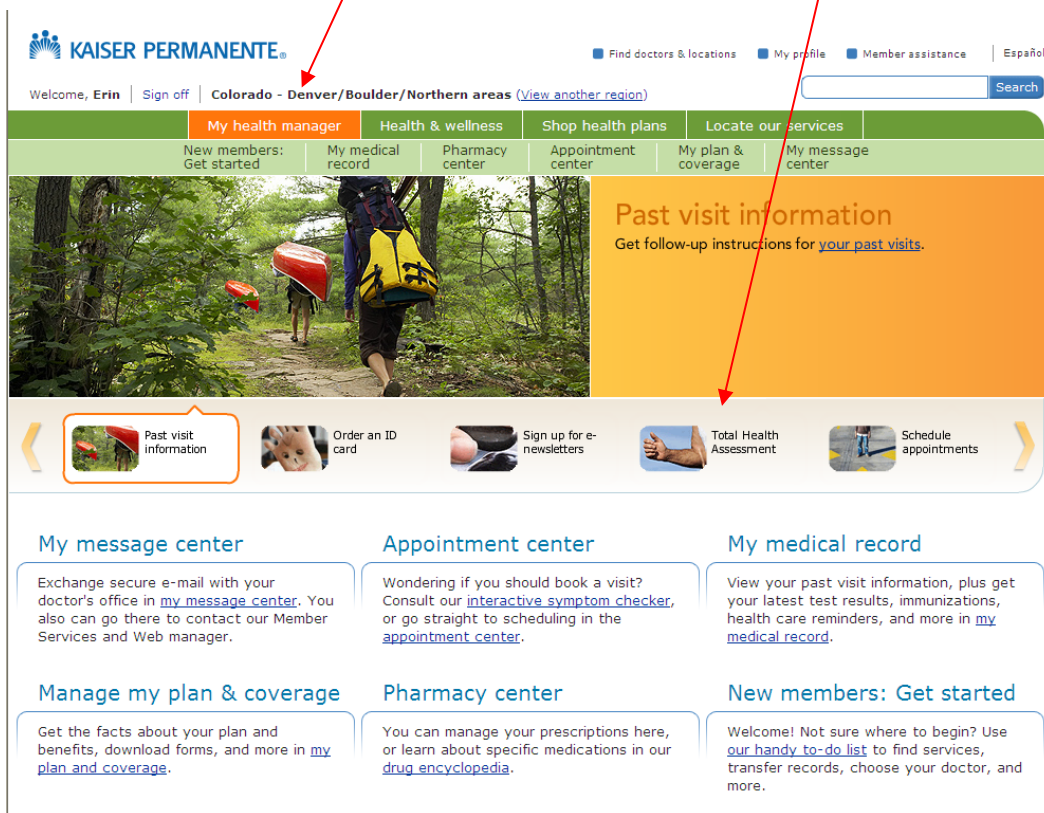 KAISER PERMANENTE®
Find doctors & locations My profile Member assistance Español
Welcome, Erin Sign off Colorado - Denver/Boulder/Northern areas (View another region) Search
My health manager Health & wellness Shop health plans Locate our services
New members: Get started
My medical record
Pharmacy center
Appointment center
My plan & coverage
My message center
Past visit information
Get follow-up instructions for your past visits.
Past visit
information
Order an ID
card
Sign up for e-
newsletters
Total Health
Assessment
Schedule
appointments
My message center
Exchange secure e-mail with your
doctor's office in my message center. You
also can go there to contact our Member
Services and Web manager.
Appointment center
Wondering if you should book a visit?
Consult our interactive symptom checker,
or go straight to scheduling in the
appointment center.
My medical record
View your past visit information, plus get
your latest test results, immunizations,
health care reminders, and more in my
medical record.
Manage my plan & coverage
Get the facts about your plan and
benefits, download forms, and more in my
plan and coverage.
Pharmacy center
You can manage your prescriptions here,
or learn about specific medications in our
drug encyclopedia.
New members: Get started
Welcome! Not sure where to begin? Use
our handy to-do list to find services,
transfer records, choose your doctor, and
more.